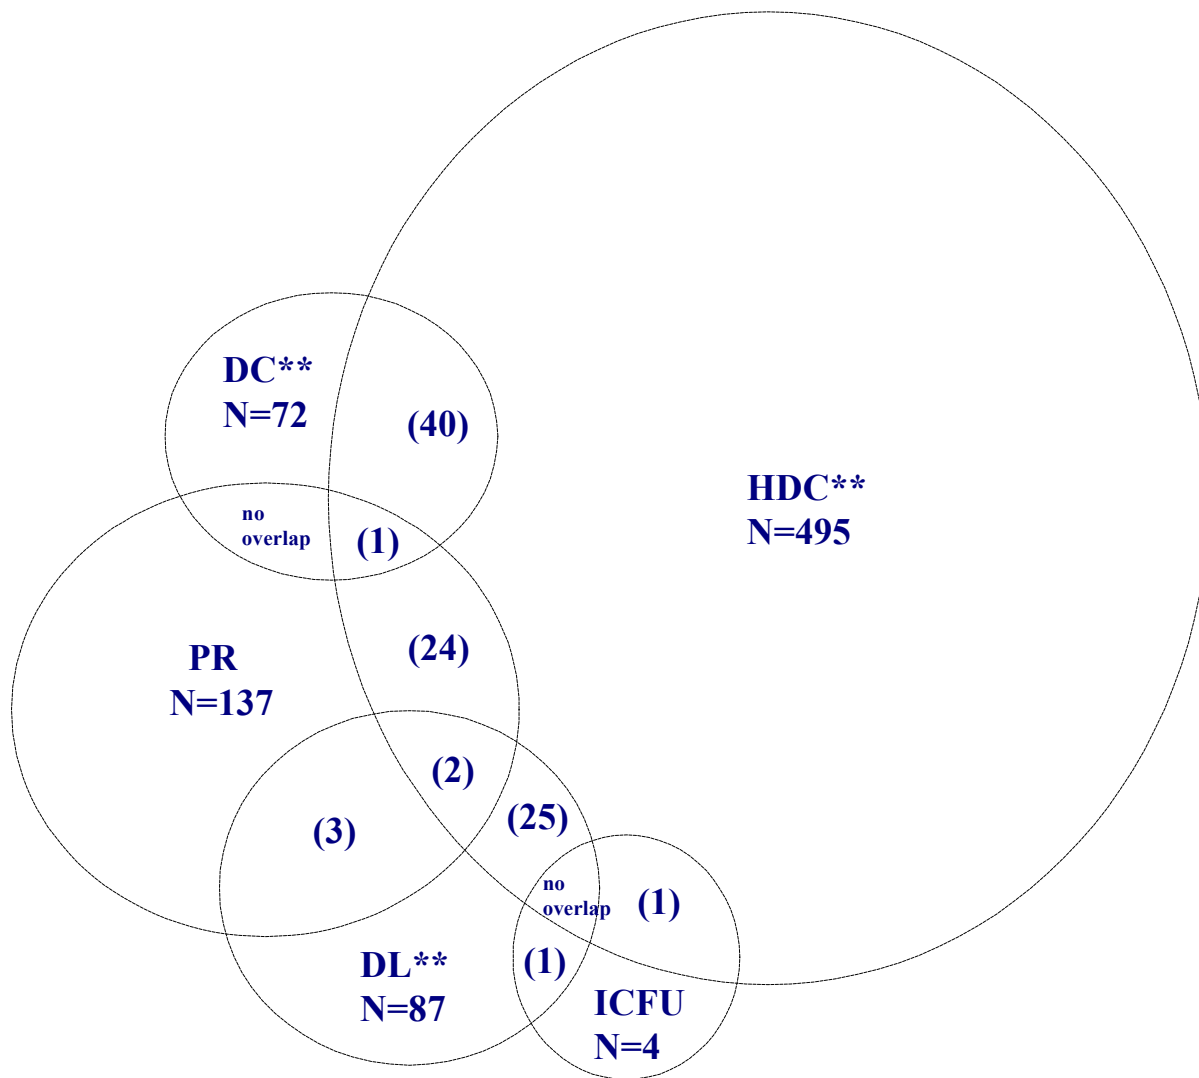 DC**
N=72
(40)
HDC**
N=495
no
overlap
(1)
(24)
PR
N=137
(2)
(3)
(25)
no
overlap
(1)
(1)
DL**
N=87
ICFU
N=4